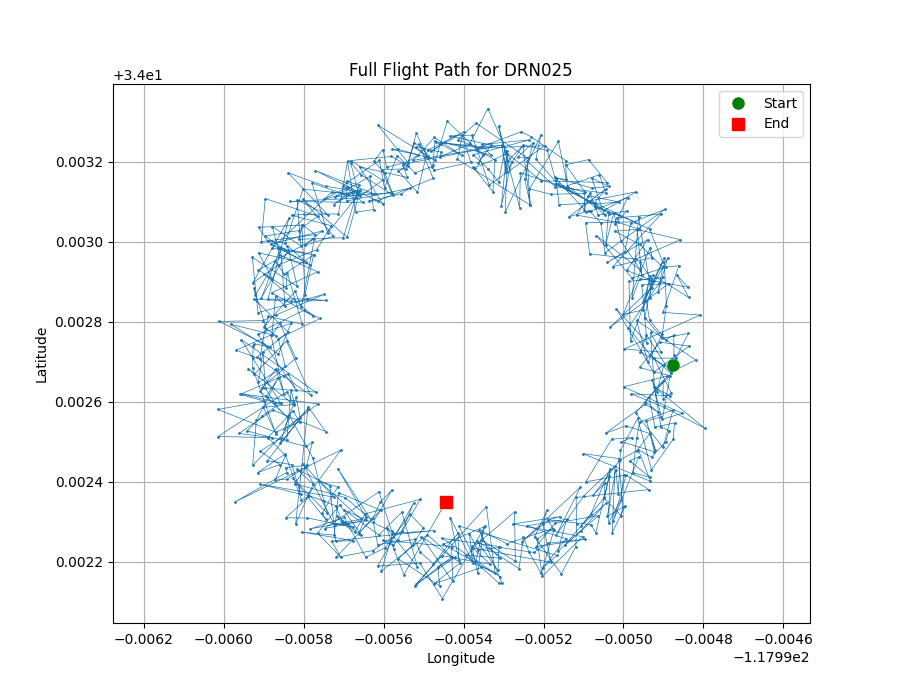 Full Flight Path for DRN025
+3.4e1
Start
End
0.0032
0.0030
0.0028
0.0026
0.0024
0.0022
Latitude
−0.0062 −0.0060 −0.0058 −0.0056 −0.0054 −0.0052 −0.0050 −0.0048 −0.0046
Longitude
−1.1799e2